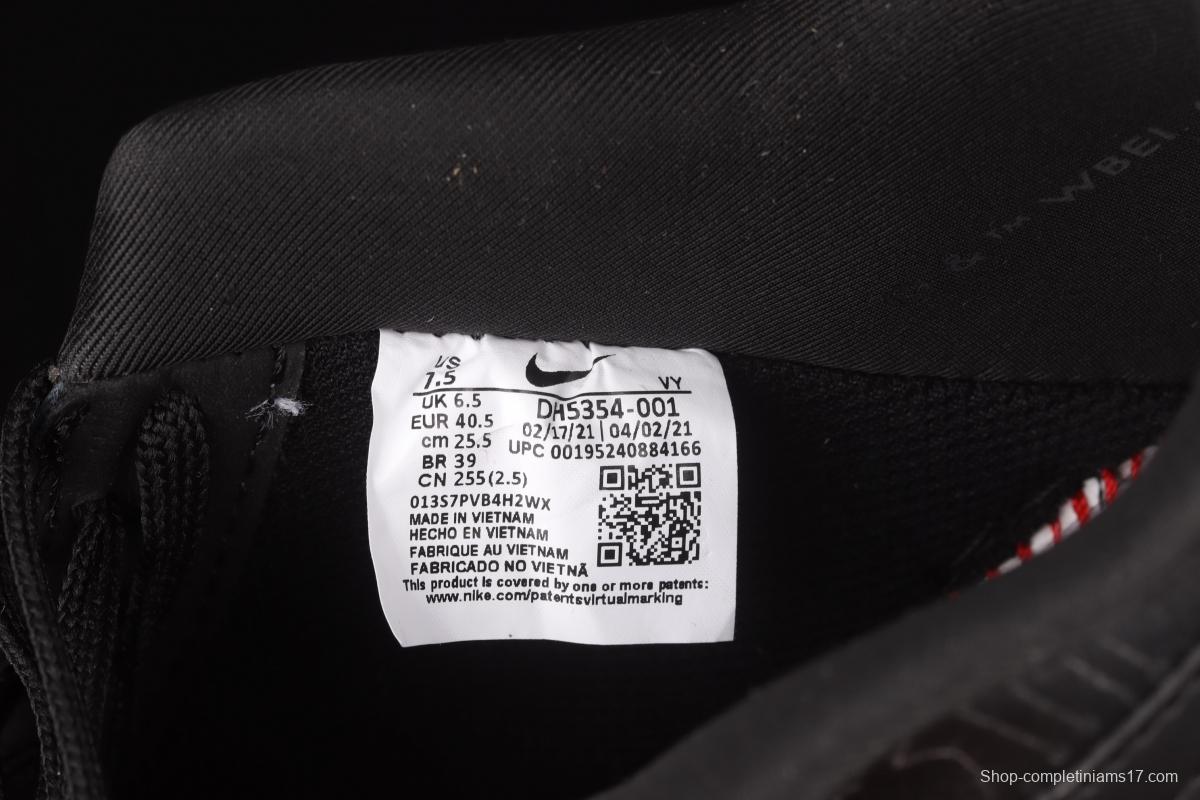 & ™ WBEI
US
7.5
VY
UK 6.5
EUR 40.5
cm 25.5
BR 39
CN 255(2.5)
DH5354-001
02/17/21 | 04/02/21
UPC 00195240884166
013S7PVB4H2WX
MADE IN VIETNAM
HECHO EN VIETNAM
FABRIQUE AU VIETNAM
FABRICADO NO VIETNÃ
This product is covered by one or more patents:
www.nike.com/patentsvirtualmarking
Shop-completiniams17.com